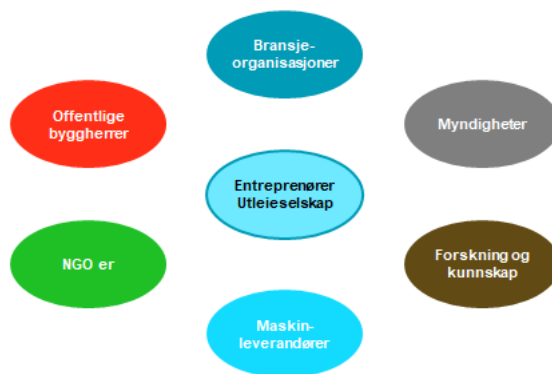 Bransje-
organisasjoner
Offentlige
byggherrer
Myndigheter
Entreprenører
Utleieselskap
NGO er
Forskning og
kunnskap
Maskin-
leverandører